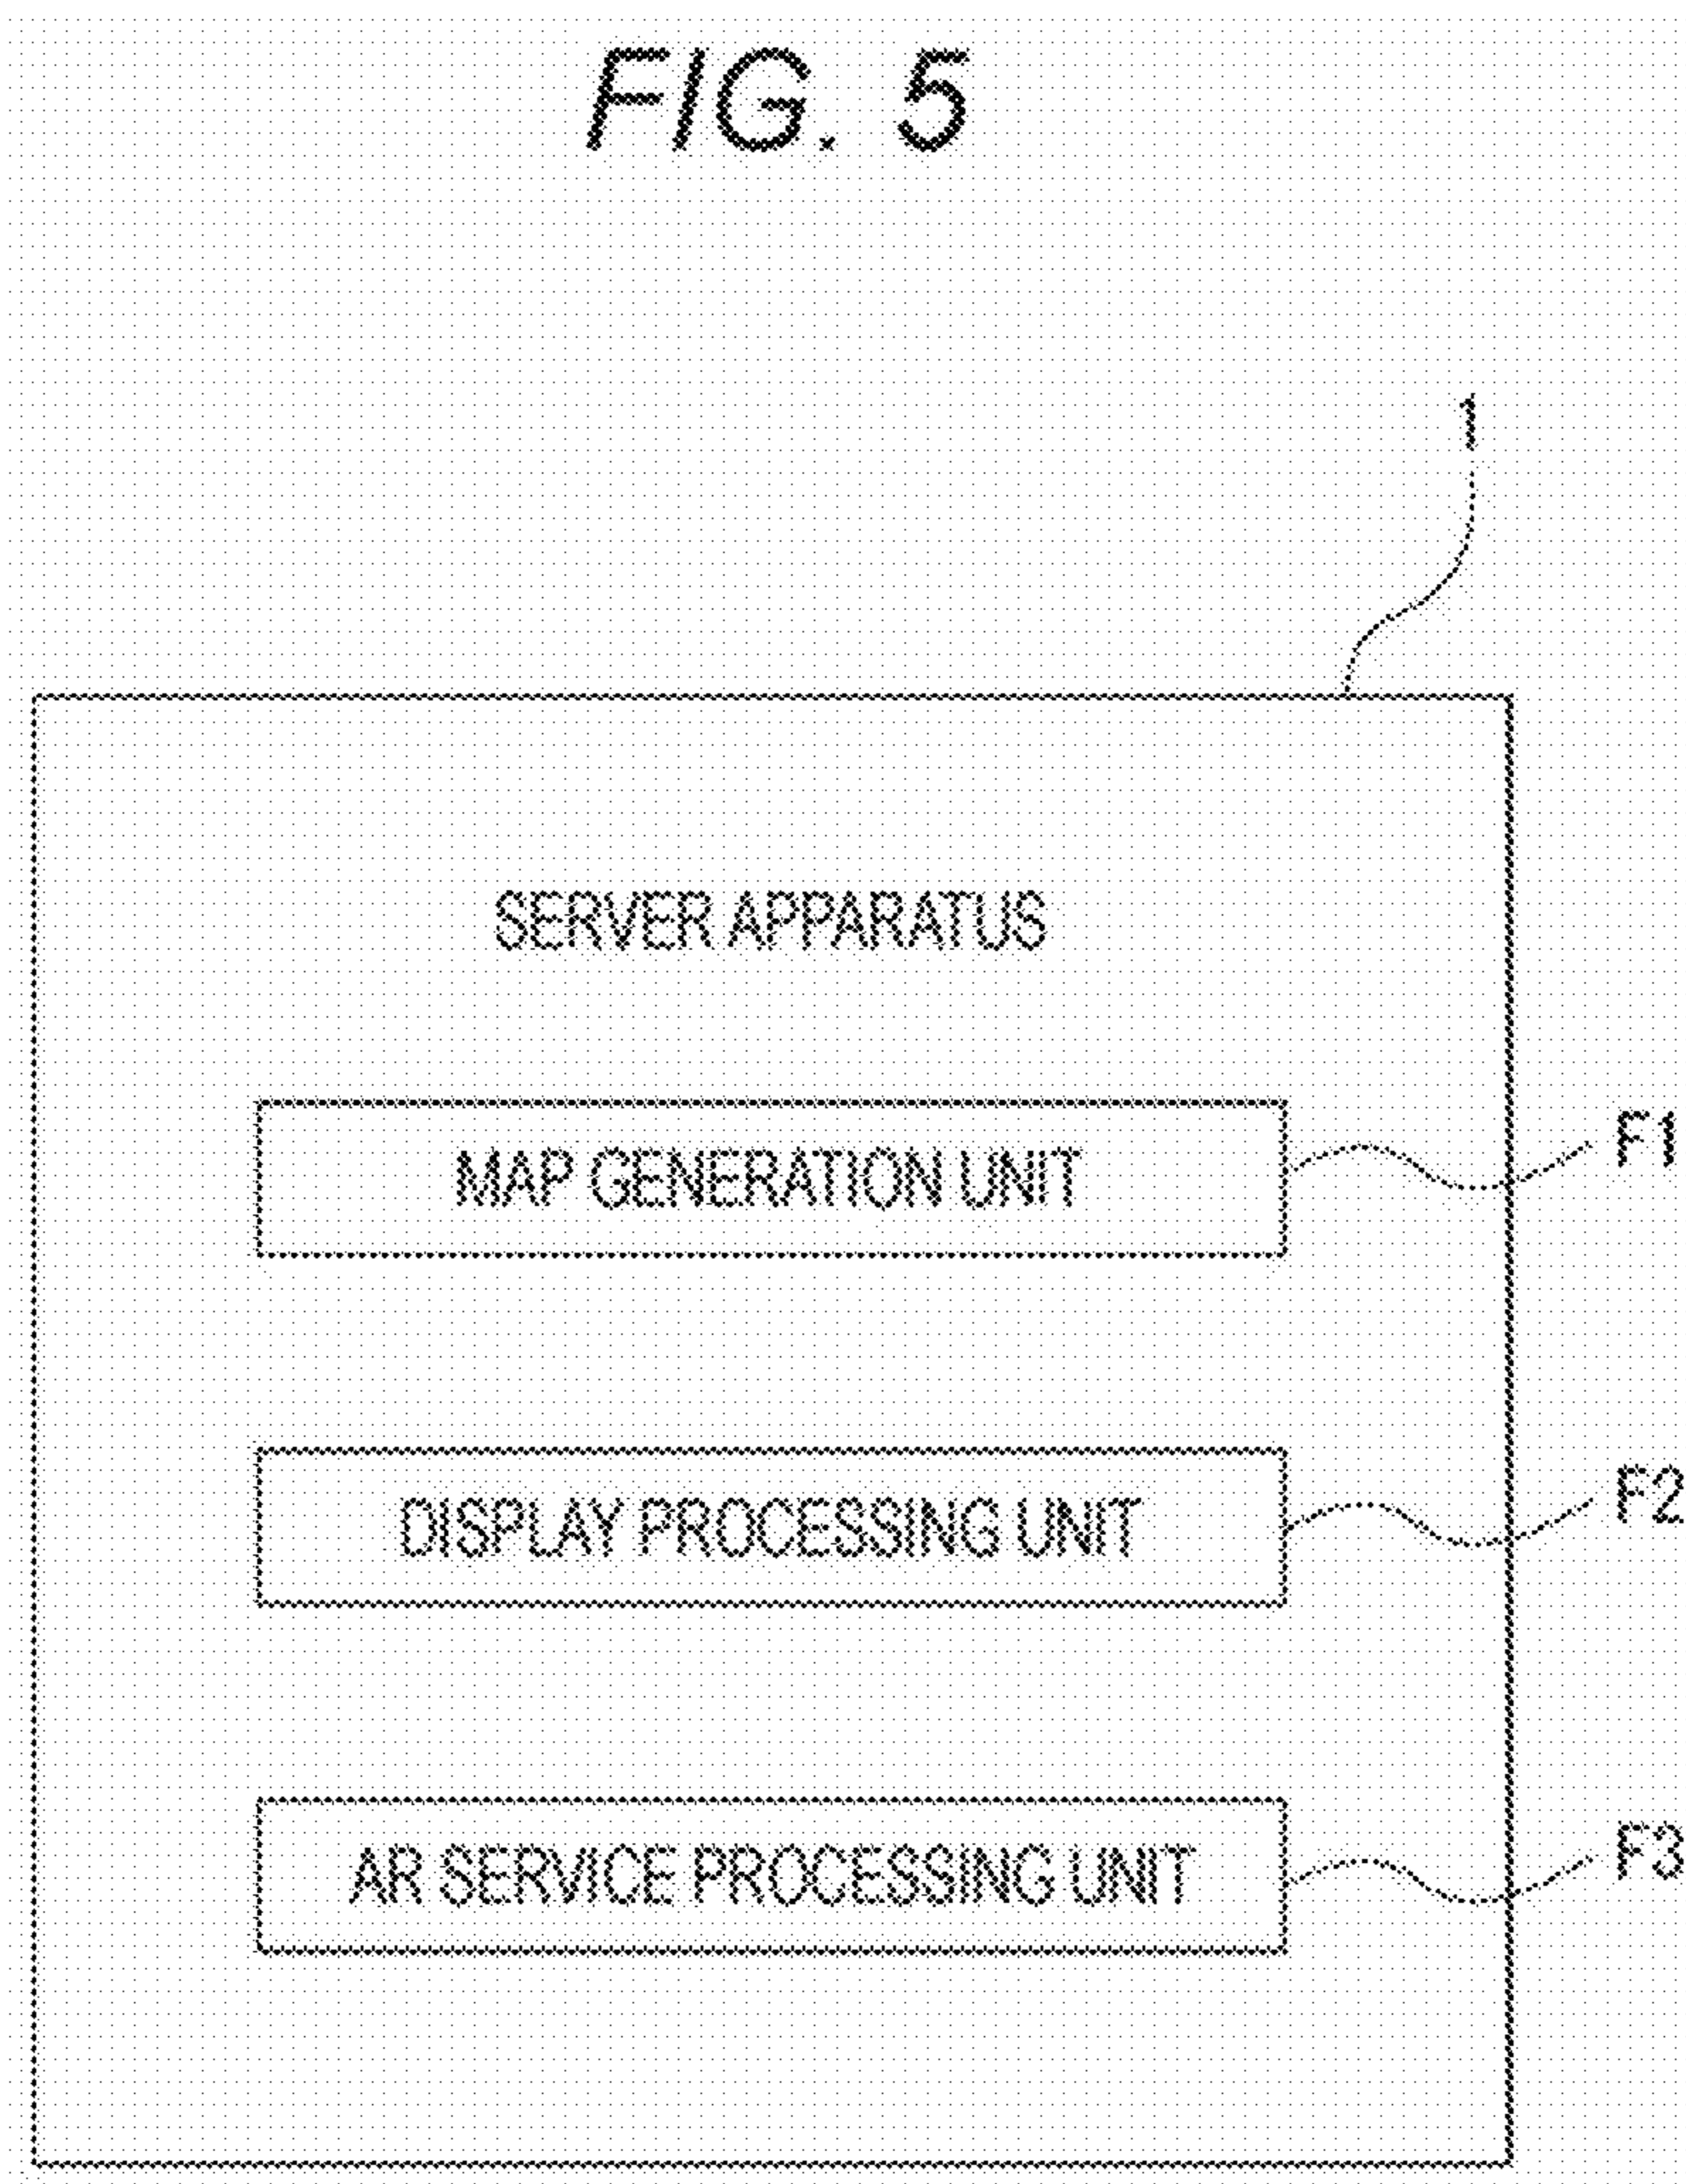 FIG. 5
1
SERVER APPARATUS
MAP GENERATION UNIT
F1
DISPLAY PROCESSING UNIT
F2
AR SERVICE PROCESSING UNIT
F3